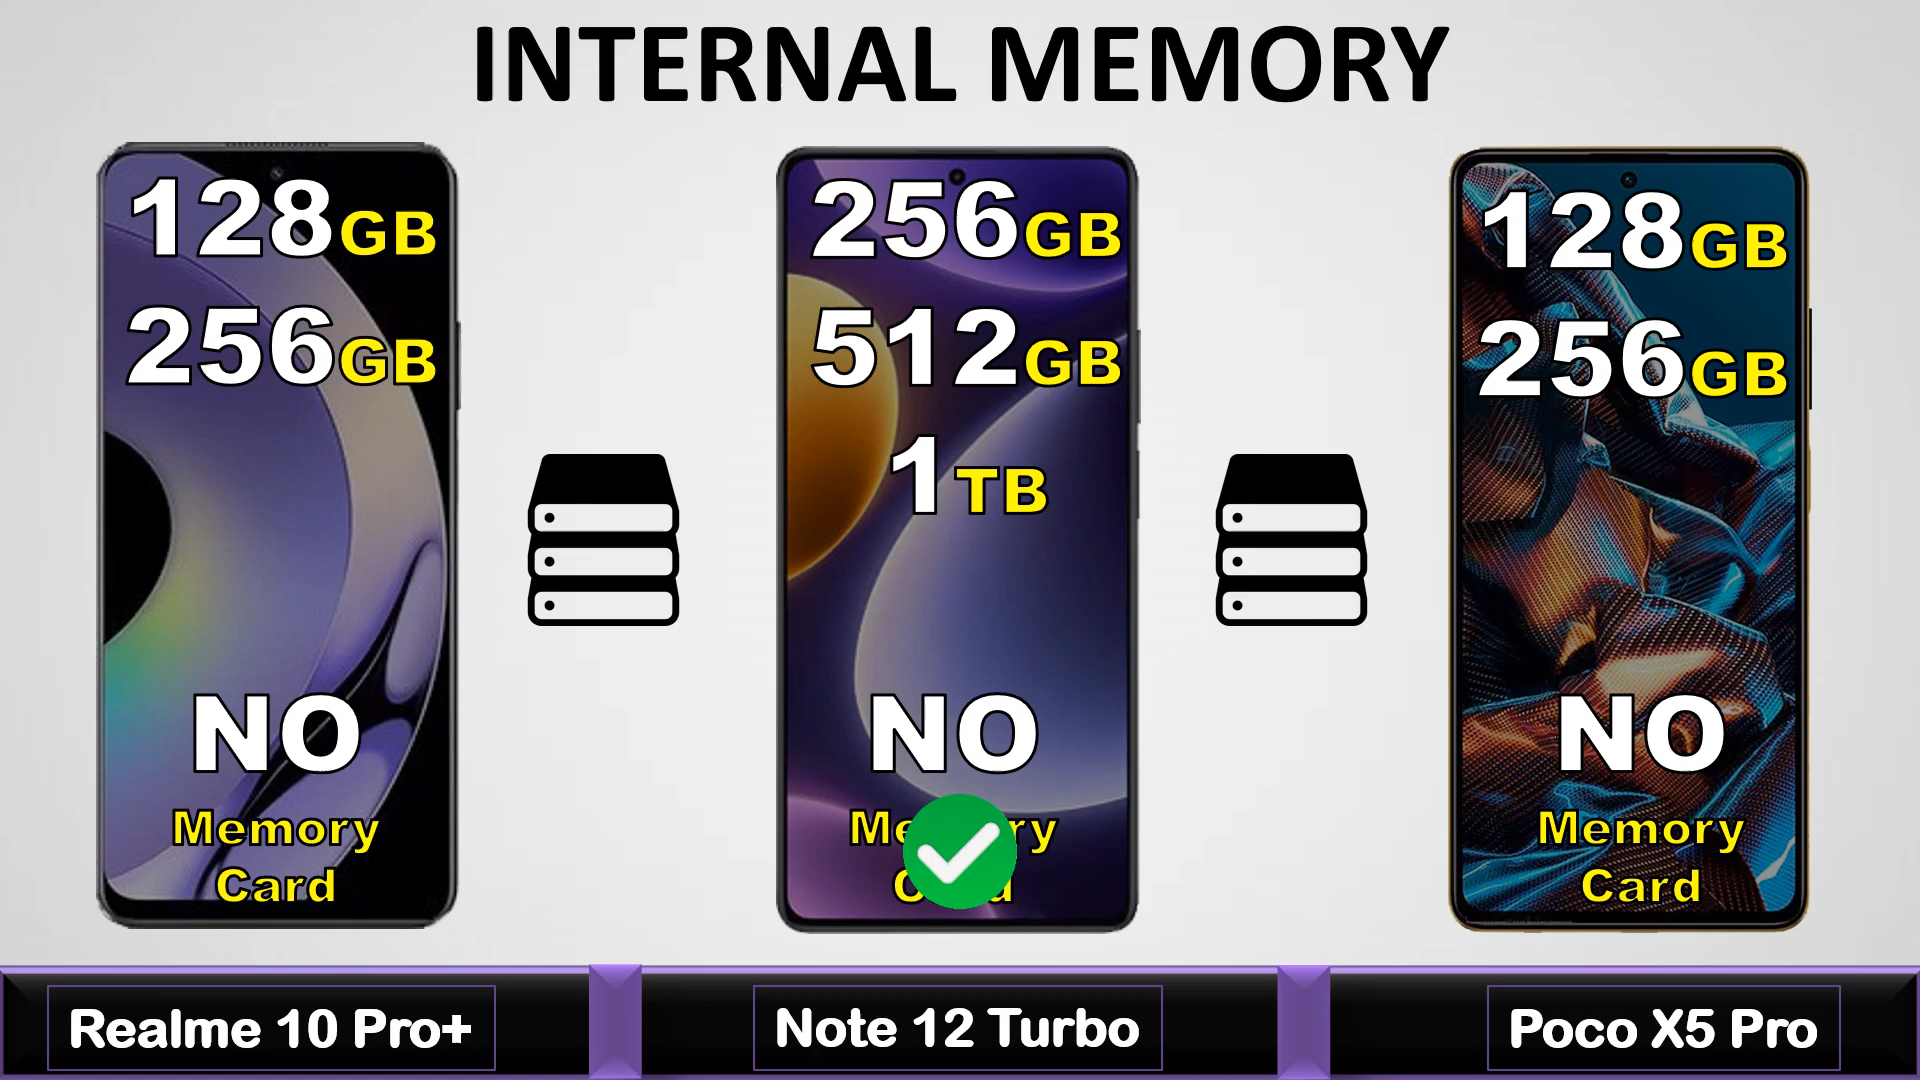 INTERNAL MEMORY
128GB
256GB
NO
Memory
Card
256GB
512GB
1TB
NO
128GB
256GB
NO
Memory
Card
Realme 10 Pro+
Note 12 Turbo
Poco X5 Pro